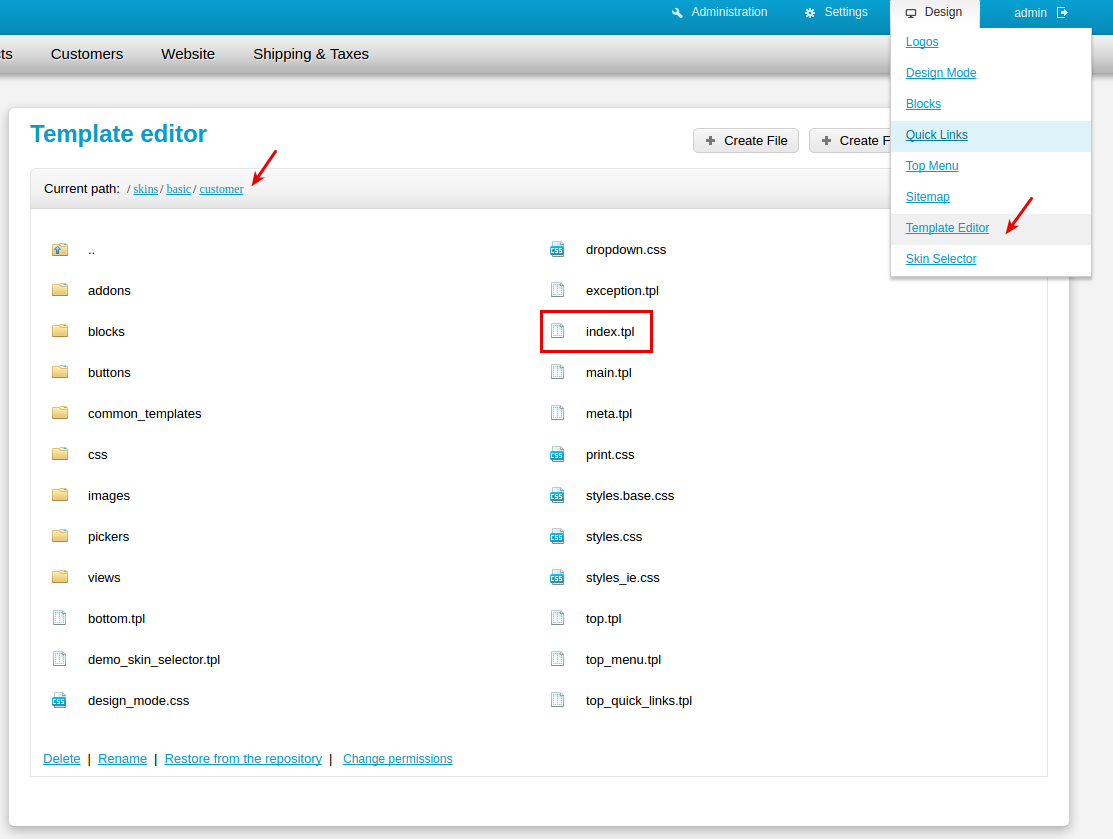 Administration Settings Design admin
ts Customers Website Shipping & Taxes
Logos
Design Mode
Blocks
Quick Links
Top Menu
Sitemap
Template Editor
Skin Selector
Template editor
Create File Create F
Current path: / skins / basic / customer
..
addons
blocks
buttons
common_templates
css
images
pickers
views
bottom.tpl
demo_skin_selector.tpl
design_mode.css
dropdown.css
exception.tpl
index.tpl
main.tpl
meta.tpl
print.css
styles.base.css
styles.css
styles_ie.css
top.tpl
top_menu.tpl
top_quick_links.tpl
Delete | Rename | Restore from the repository | Change permissions